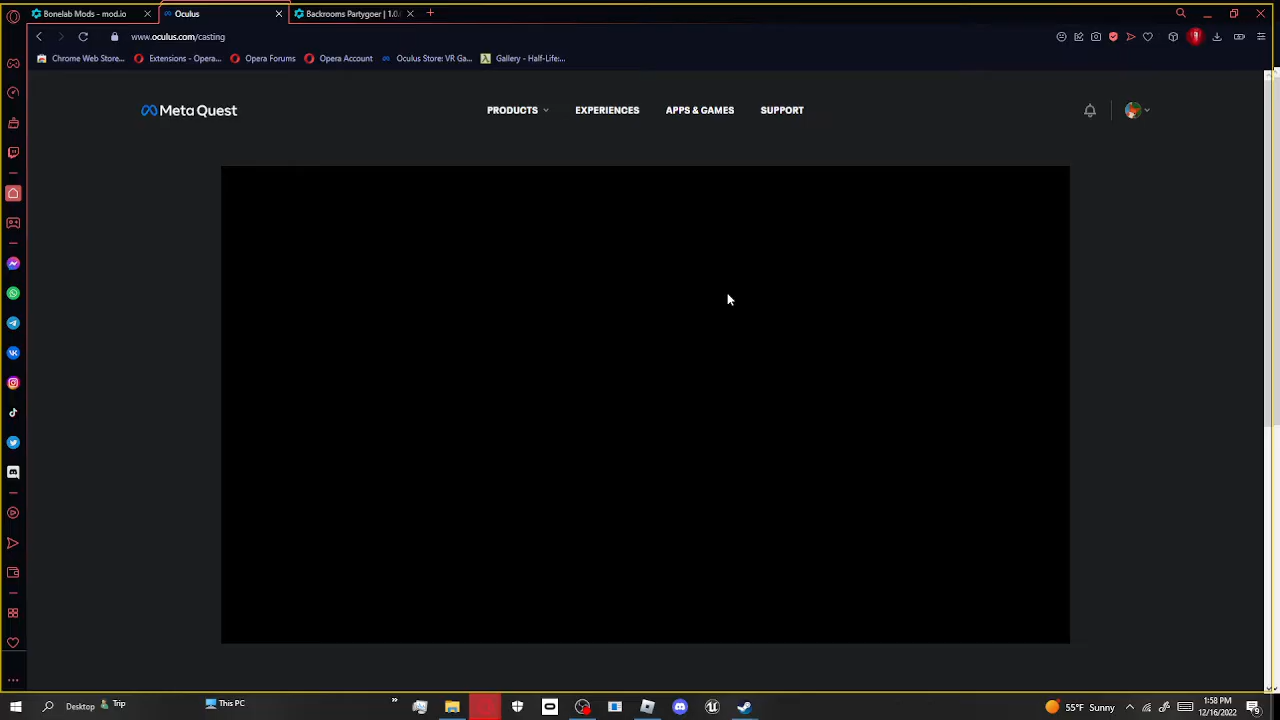 Bonelab Mods - mod.io
Oculus
Backrooms Partygoer | 1.0.
www.oculus.com/casting
Chrome Web Store...
Extensions - Opera...
Opera Forums
Opera Account
Oculus Store: VR Ga...
Gallery - Half-Life:...
Meta Quest
PRODUCTS
EXPERIENCES
APPS & GAMES
SUPPORT
Desktop
Trip
This PC
55°F Sunny
1:58 PM
12/16/2022